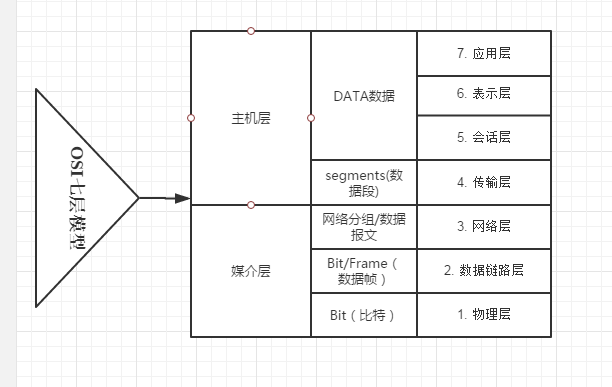 OSI七层模型
主机层
DATA数据
7. 应用层
6. 表示层
5. 会话层
segments(数
据段)
4. 传输层
媒介层
网络分组/数据
报文
3. 网络层
Bit/Frame（
数据帧）
2. 数据链路层
Bit（比特）
1. 物理层